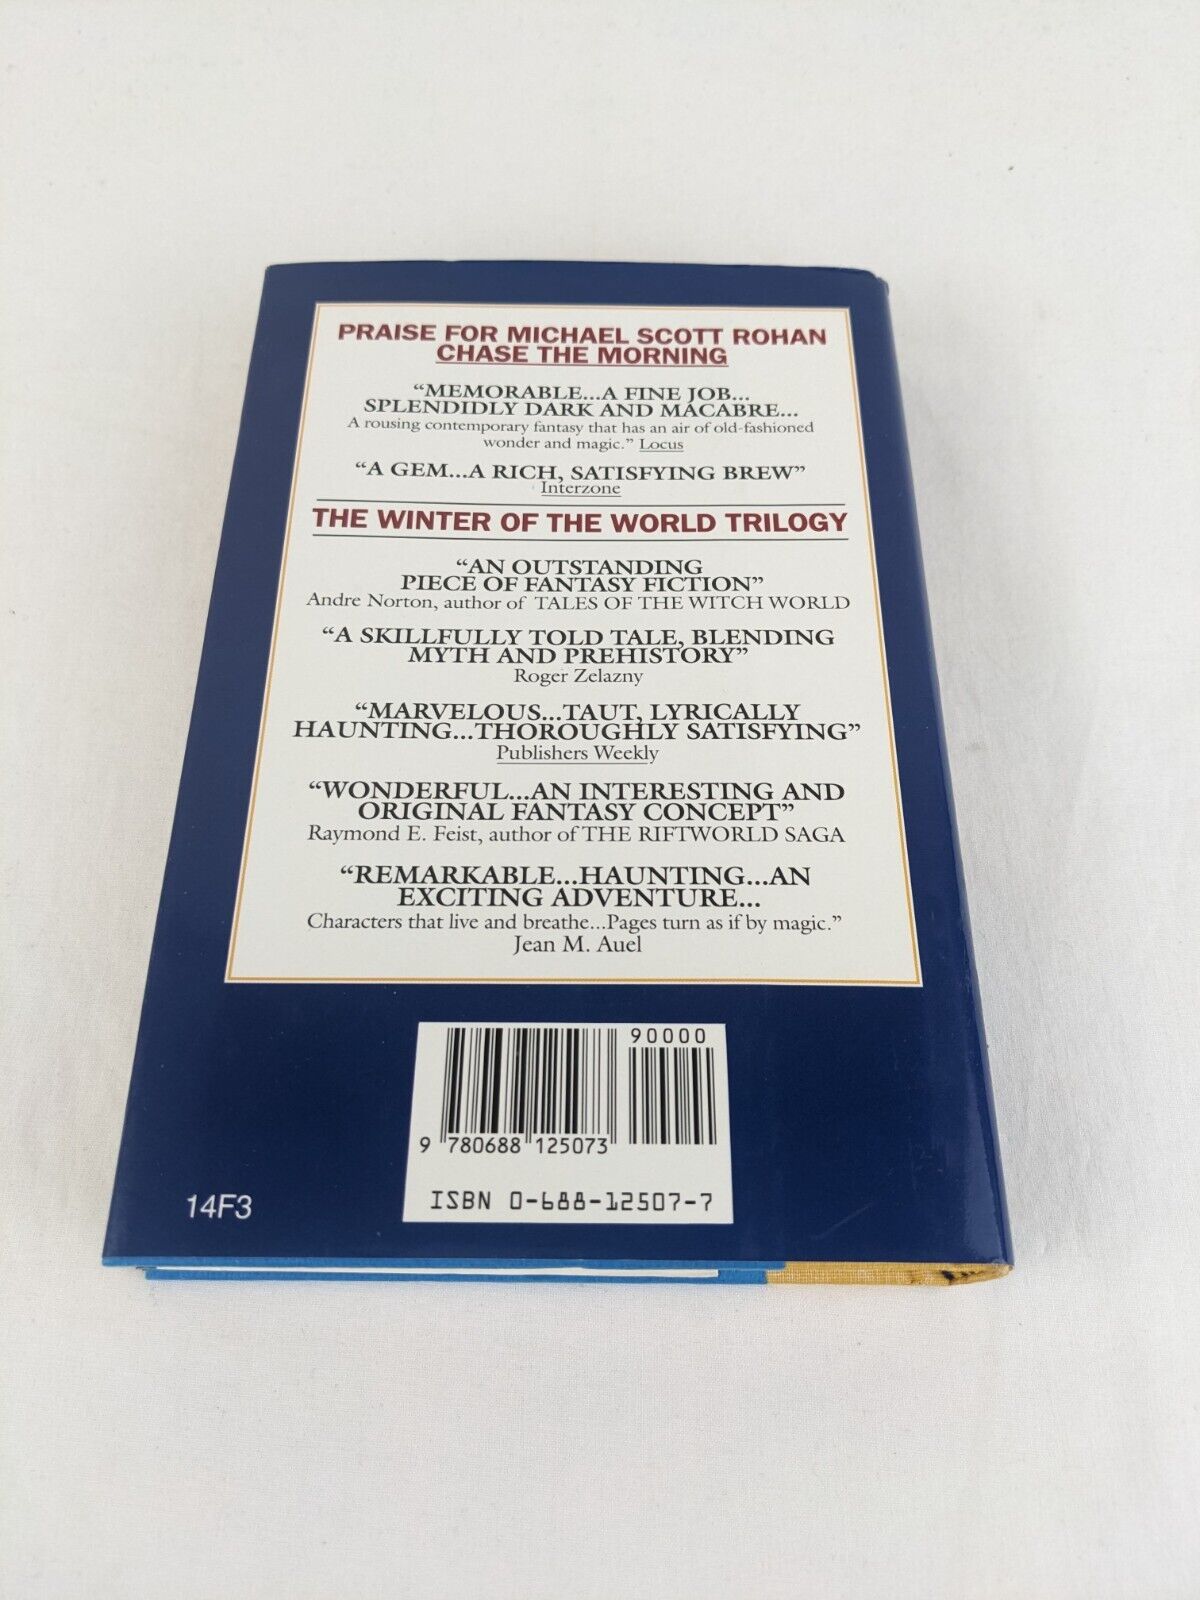 PRAISE FOR MICHAEL SCOTT ROHAN
CHASE THE MORNING
“MEMORABLE...A FINE JOB...
SPLENDIDLY DARK AND MACABRE...
A rousing contemporary fantasy that has an air of old-fashioned
wonder and magic.” Locus
“A GEM...A RICH, SATISFYING BREW”
Interzone
THE WINTER OF THE WORLD TRILOGY
“AN OUTSTANDING
PIECE OF FANTASY FICTION”
Andre Norton, author of TALES OF THE WITCH WORLD
“A SKILLFULLY TOLD TALE, BLENDING
MYTH AND PREHISTORY”
Roger Zelazny
“MARVELOUS...TAUT, LYRICALLY
HAUNTING...THOROUGHLY SATISFYING”
Publishers Weekly
“WONDERFUL...AN INTERESTING AND
ORIGINAL FANTASY CONCEPT”
Raymond E. Feist, author of THE RIFTWORLD SAGA
“REMARKABLE...HAUNTING...AN
EXCITING ADVENTURE...
Characters that live and breathe...Pages turn as if by magic.”
Jean M. Auel
90000
9 780688 125073
ISBN 0-688-12507-7
14F3